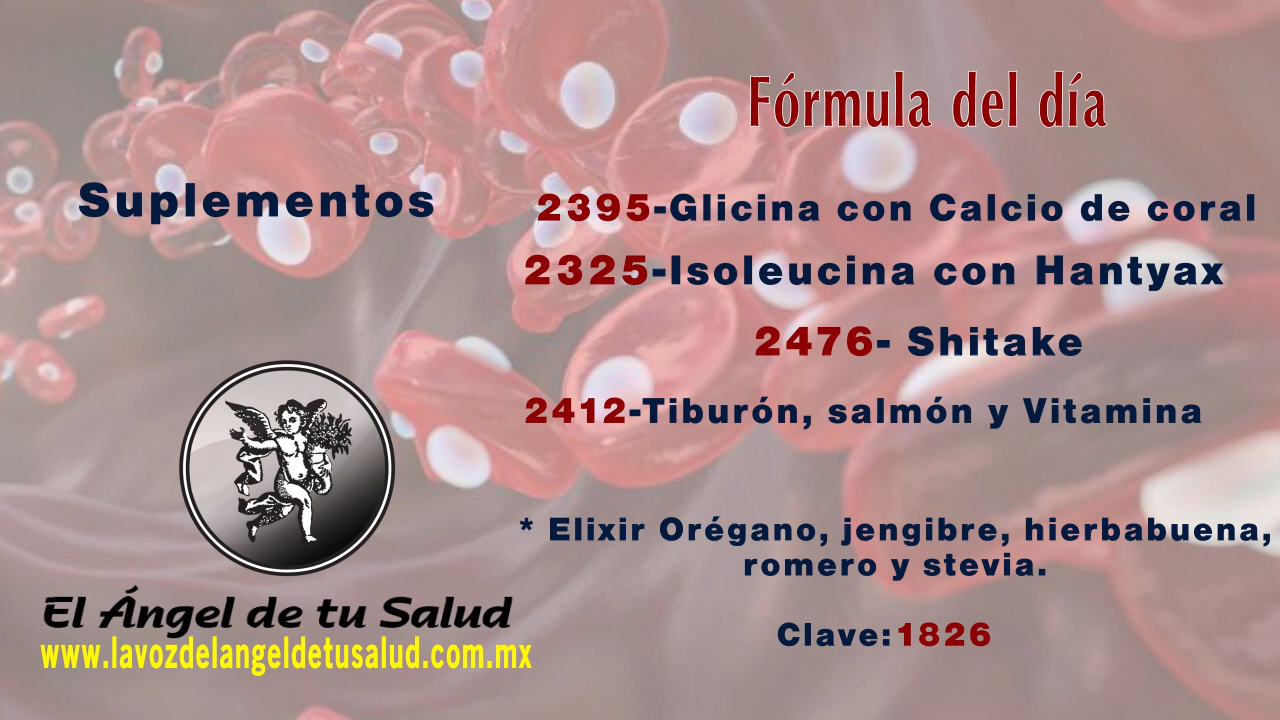 Fórmula del día
Suplementos
2395-Glicina con Calcio de coral
2325-Isoleucina con Hantyax
2476- Shitake
2412-Tiburón, salmón y Vitamina
* Elixir Orégano, jengibre, hierbabuena,
romero y stevia.
Clave:1826
El Ángel de tu Salud
www.lavozdelangeldetusalud.com.mx